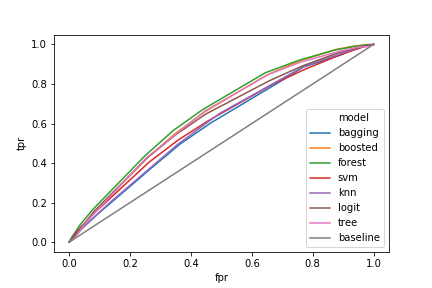 1.0
0.8
0.6
0.4
0.2
0.0
tpr
0.0 0.2 0.4 0.6 0.8 1.0
fpr
model
bagging
boosted
forest
svm
knn
logit
tree
baseline